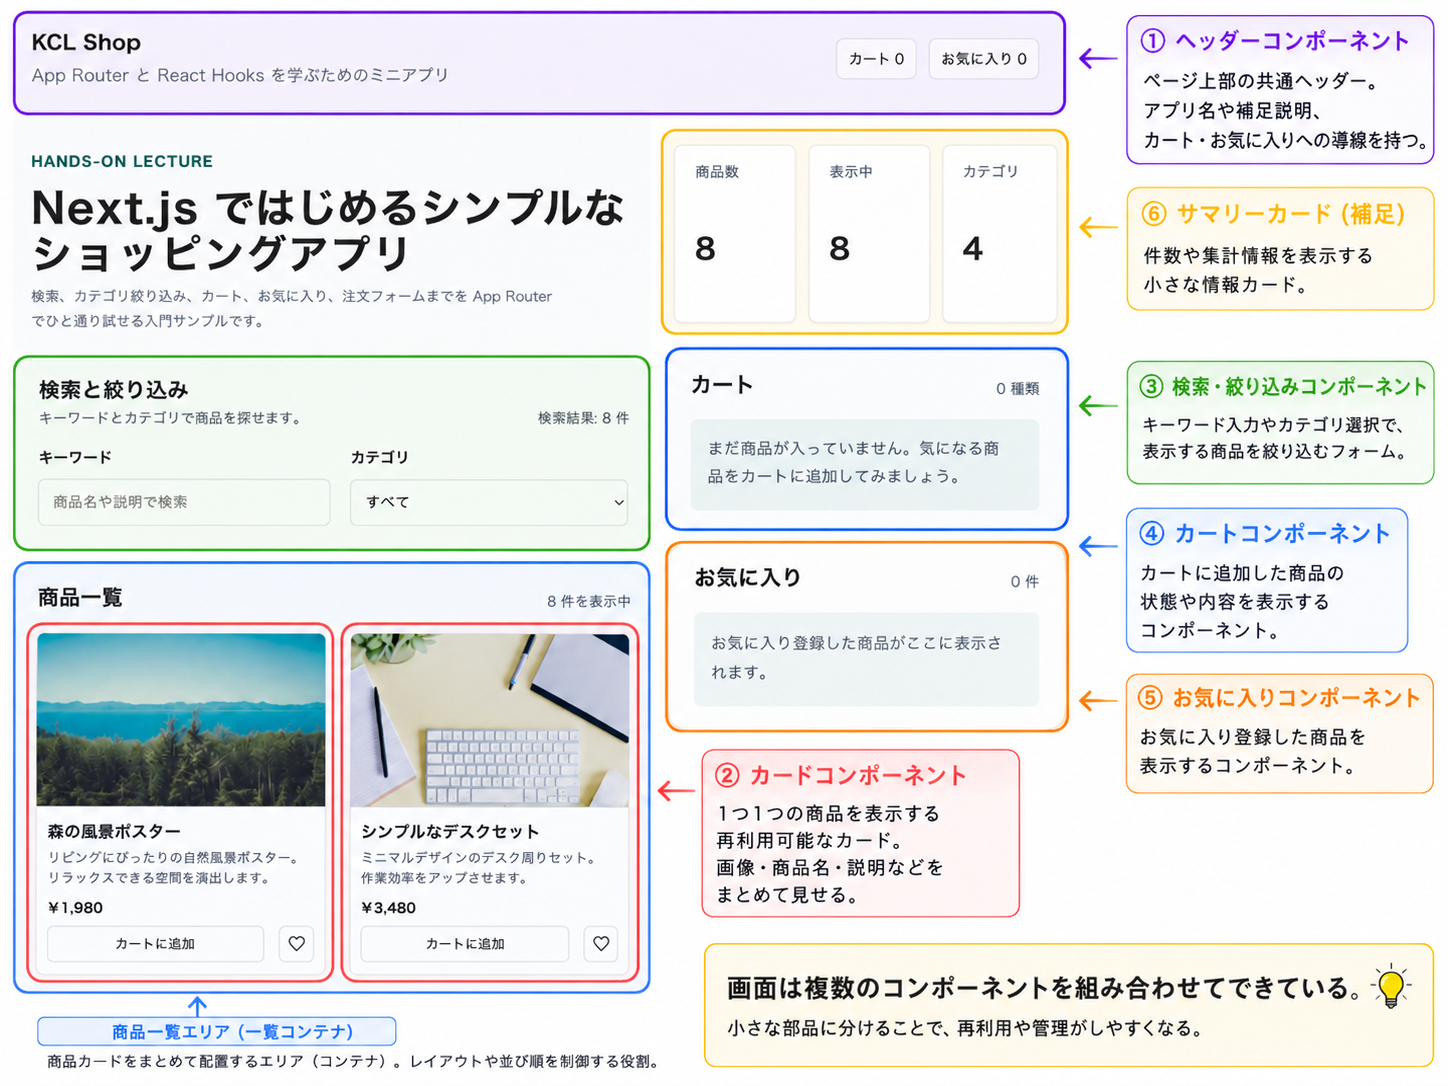 KCL Shop
App Router と React Hooks を学ぶためのミニアプリ
カート 0
お気に入り 0
① ヘッダーコンポーネント
ページ上部の共通ヘッダー。
アプリ名や補足説明、
カート・お気に入りへの導線を持つ。
HANDS-ON LECTURE
Next.js ではじめるシンプルな
ショッピングアプリ
検索、カテゴリ絞り込み、カート、お気に入り、注文フォームまでを App Router
でひと通り試せる入門サンプルです。
商品数
8
表示中
8
カテゴリ
4
⑥ サマリーカード (補足)
件数や集計情報を表示する
小さな情報カード。
検索と絞り込み
キーワードとカテゴリで商品を探せます。
検索結果: 8 件
キーワード
商品名や説明で検索
カテゴリ
すべて
カート
0 種類
まだ商品が入っていません。気になる商
品をカートに追加してみましょう。
③ 検索・絞り込みコンポーネント
キーワード入力やカテゴリ選択で、
表示する商品を絞り込むフォーム。
④ カートコンポーネント
カートに追加した商品の
状態や内容を表示する
コンポーネント。
お気に入り
0 件
お気に入り登録した商品がここに表示さ
れます。
⑤ お気に入りコンポーネント
お気に入り登録した商品を
表示するコンポーネント。
商品一覧
8 件を表示中
森の風景ポスター
リビングにぴったりの自然風景ポスター。
リラックスできる空間を演出します。
¥1,980
カートに追加
シンプルなデスクセット
ミニマルデザインのデスク周りセット。
作業効率をアップさせます。
¥3,480
カートに追加
② カードコンポーネント
1つ1つの商品を表示する
再利用可能なカード。
画像・商品名・説明などを
まとめて見せる。
商品一覧エリア (一覧コンテナ)
商品カードをまとめて配置するエリア（コンテナ）。レイアウトや並び順を制御する役割。
画面は複数のコンポーネントを組み合わせてできている。
小さな部品に分けることで、再利用や管理がしやすくなる。